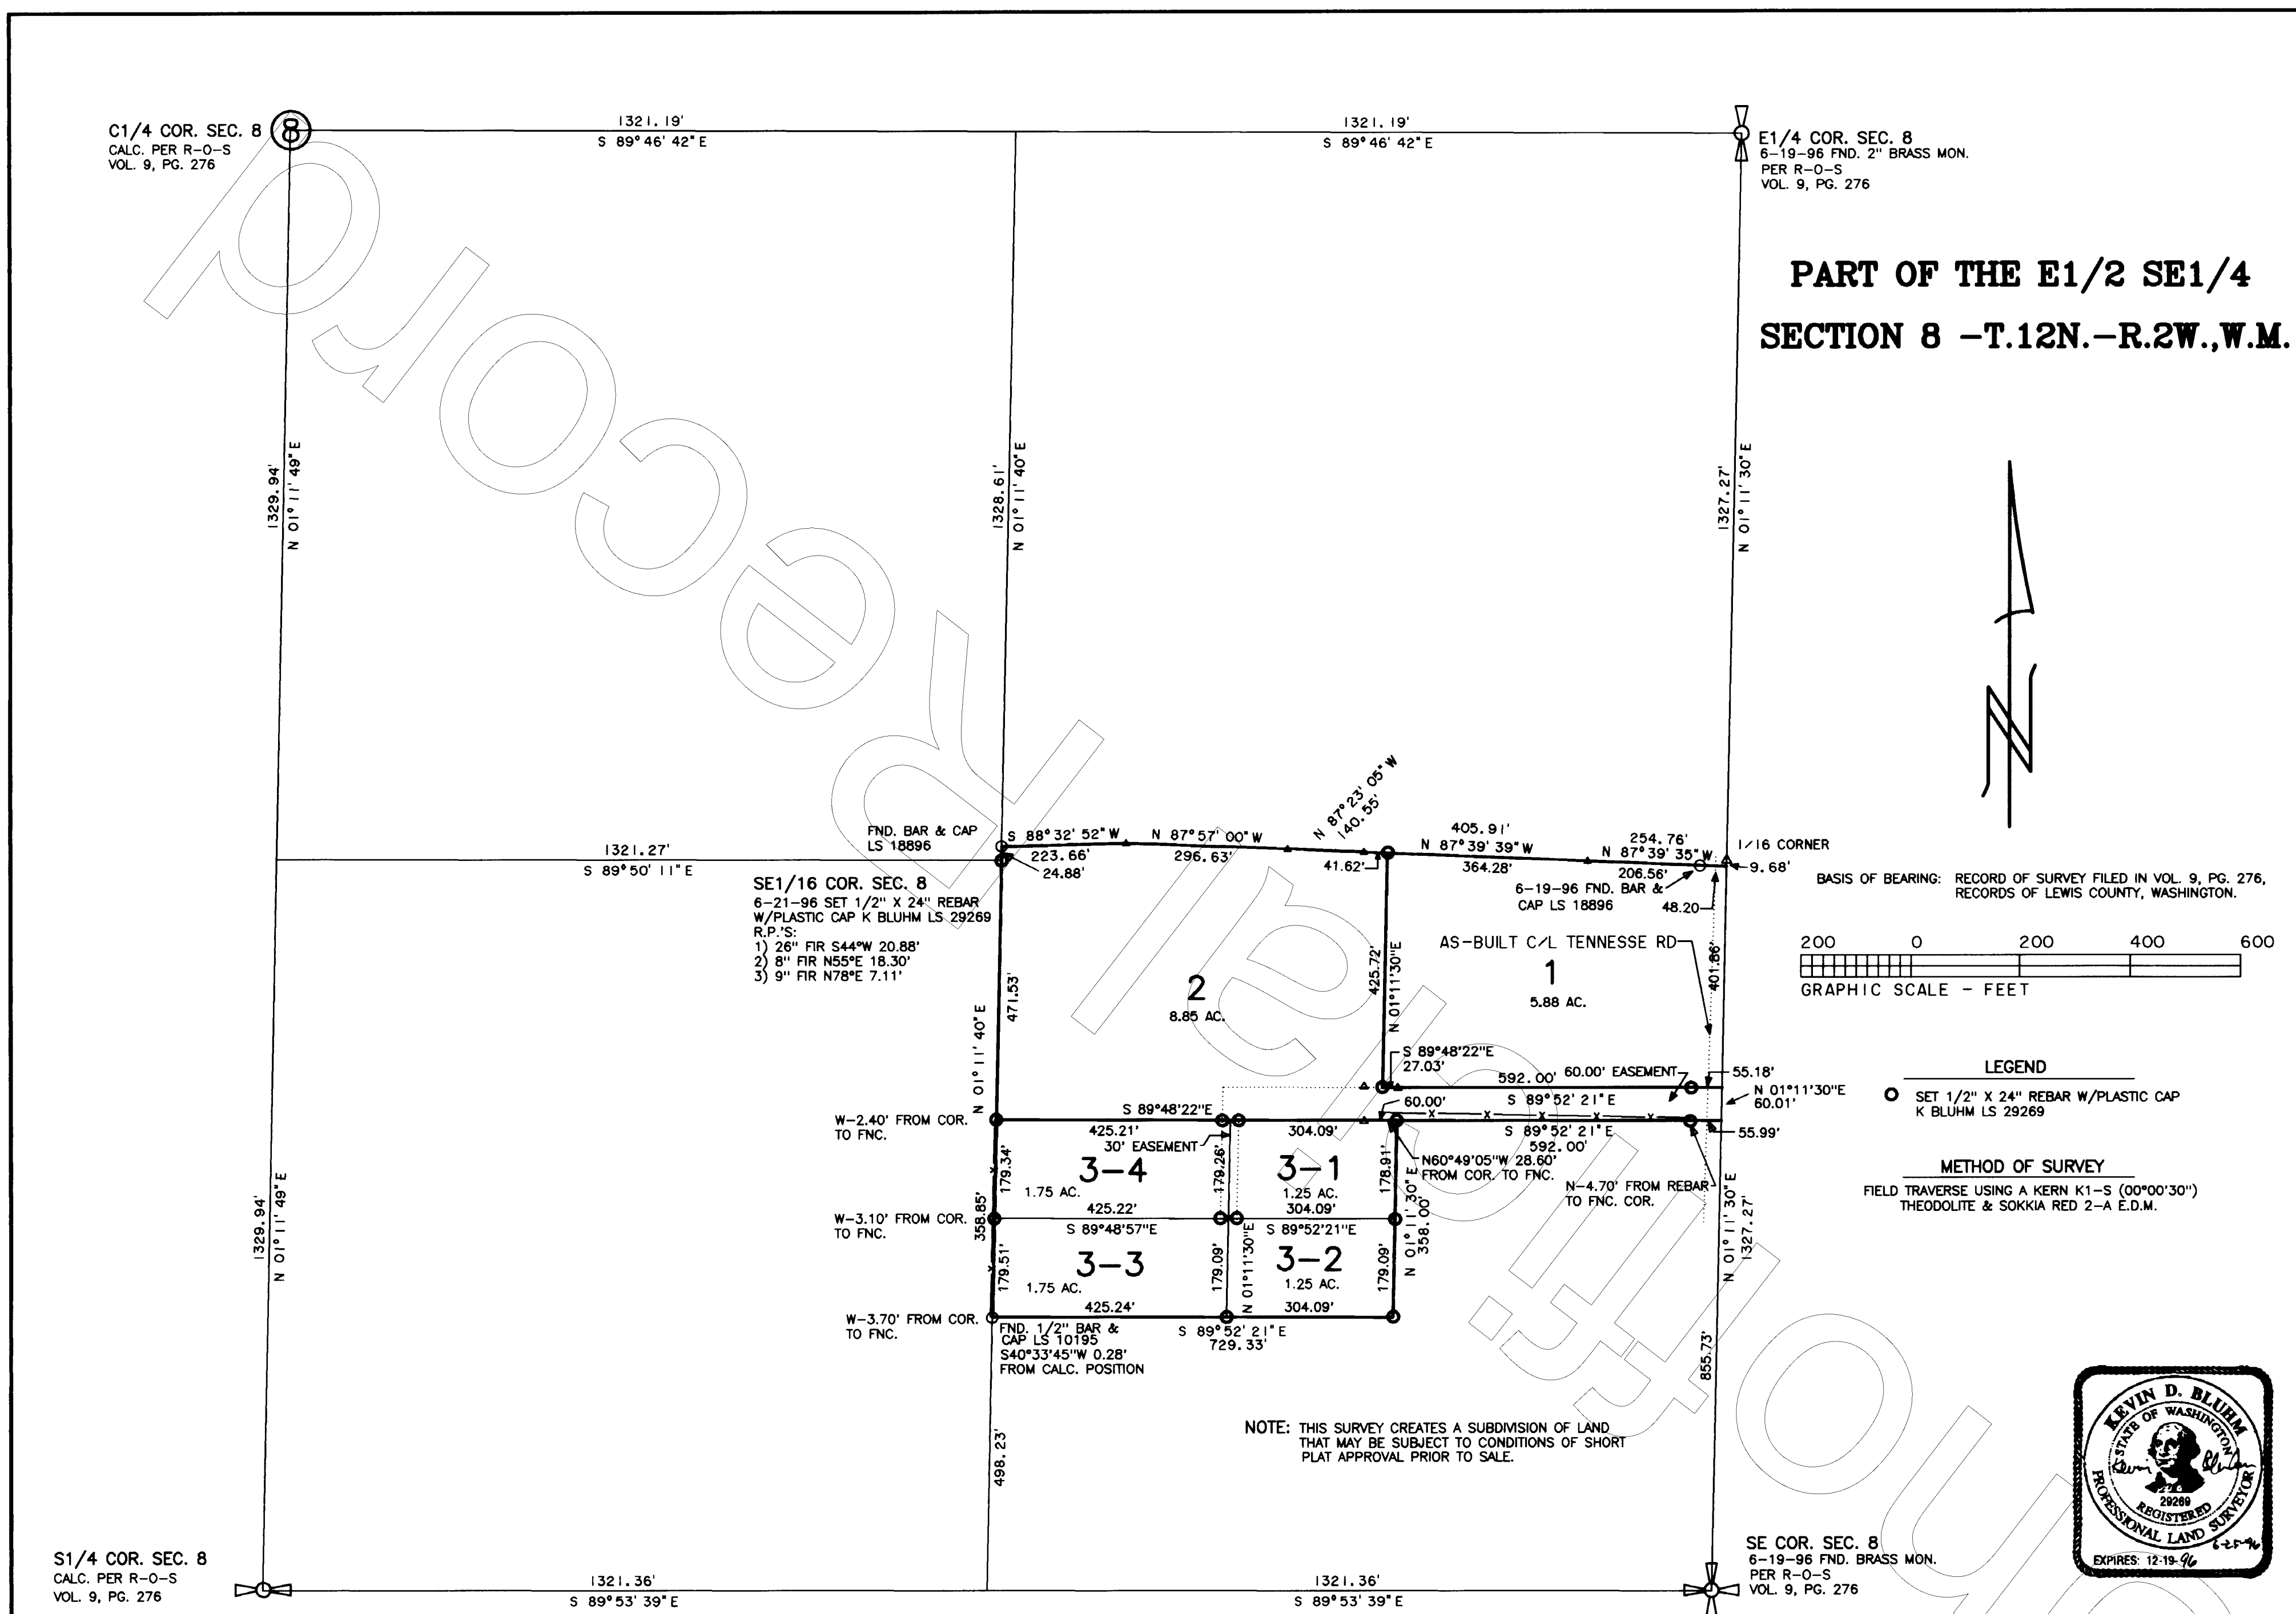 1321.19'
S 89°46'42"E
1321.19'
S 89°46'42"E
C1/4 COR. SEC. 8
CALC. PER R-O-S
VOL. 9, PG. 276
8
E1/4 COR. SEC. 8
6-19-96 FND. 2" BRASS MON.
PER R-O-S
VOL. 9, PG. 276
PART OF THE E1/2 SE1/4
SECTION 8 -T.12N.-R.2W.,W.M.
1329.94'
N 01°11'49"E
1328.61'
N 01°11'40"E
1327.27'
N 01°11'30"E
N
FND. BAR & CAP
LS 18896
S 88°32'52"W
223.66'
24.88'
N 87°57'00"W
296.63'
N 87°23'05"W
140.55'
41.62'
405.91'
N 87°39'39"W
364.28'
254.76'
N 87°39'35"W
206.56'
1/16 CORNER
9.68'
6-19-96 FND. BAR &
CAP LS 18896
48.20
1321.27'
S 89°50'11"E
SE1/16 COR. SEC. 8
6-21-96 SET 1/2" X 24" REBAR
W/PLASTIC CAP K BLUHM LS 29269
R.P.'S:
1) 26" FIR S44°W 20.88'
2) 8" FIR N55°E 18.30'
3) 9" FIR N78°E 7.11'
BASIS OF BEARING: RECORD OF SURVEY FILED IN VOL. 9, PG. 276,
RECORDS OF LEWIS COUNTY, WASHINGTON.
200 0 200 400 600
GRAPHIC SCALE - FEET
AS-BUILT C/L TENNESSE RD
1
5.88 AC.
401.86'
2
8.85 AC.
425.72'
N 01°11'30"E
471.53'
N 01°11'40"E
S 89°48'22"E
27.03'
592.00'
60.00' EASEMENT
S 89°52'21"E
55.18'
N 01°11'30"E
60.01'
LEGEND
SET 1/2" X 24" REBAR W/PLASTIC CAP
K BLUHM LS 29269
W-2.40' FROM COR.
TO FNC.
S 89°48'22"E
425.21'
30' EASEMENT
60.00'
x x x x x
304.09'
S 89°52'21"E
592.00'
55.99'
N60°49'05"W 28.60'
FROM COR. TO FNC.
N-4.70' FROM REBAR
TO FNC. COR.
METHOD OF SURVEY
FIELD TRAVERSE USING A KERN K1-S (00°00'30")
THEODOLITE & SOKKIA RED 2-A E.D.M.
179.34'
3-4
1.75 AC.
179.26'
3-1
1.25 AC.
178.91'
N 01°11'30"E
358.00'
W-3.10' FROM COR.
TO FNC.
358.85'
425.22'
S 89°48'57"E
304.09'
S 89°52'21"E
179.51'
3-3
1.75 AC.
179.09'
N 01°11'30"E
3-2
1.25 AC.
179.09'
N 01°11'30"E
1327.27'
1329.94'
N 01°11'49"E
W-3.70' FROM COR.
TO FNC.
425.24'
304.09'
S 89°52'21"E
729.33'
FND. 1/2" BAR &
CAP LS 10195
S40°33'45"W 0.28'
FROM CALC. POSITION
855.73'
498.23'
NOTE: THIS SURVEY CREATES A SUBDIVISION OF LAND
THAT MAY BE SUBJECT TO CONDITIONS OF SHORT
PLAT APPROVAL PRIOR TO SALE.
KEVIN D. BLUHM
STATE OF WASHINGTON
29269
REGISTERED
PROFESSIONAL LAND SURVEYOR
6-25-96
EXPIRES: 12-19-96
S1/4 COR. SEC. 8
CALC. PER R-O-S
VOL. 9, PG. 276
1321.36'
S 89°53'39"E
1321.36'
S 89°53'39"E
SE COR. SEC. 8
6-19-96 FND. BRASS MON.
PER R-O-S
VOL. 9, PG. 276